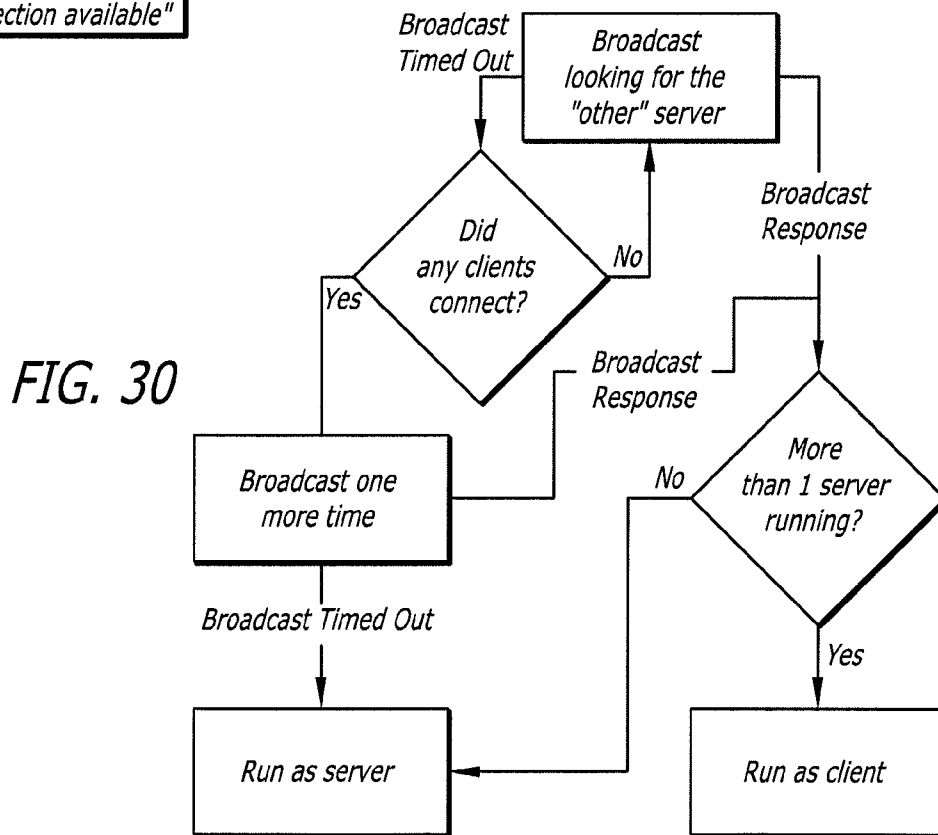 ection available"
Broadcast
Timed Out
Broadcast
looking for the
"other" server
Broadcast
Response
Did
any clients
connect?
No
Yes
FIG. 30
Broadcast
Response
Broadcast one
more time
More
than 1 server
running?
No
Yes
Broadcast Timed Out
Run as server
Run as client